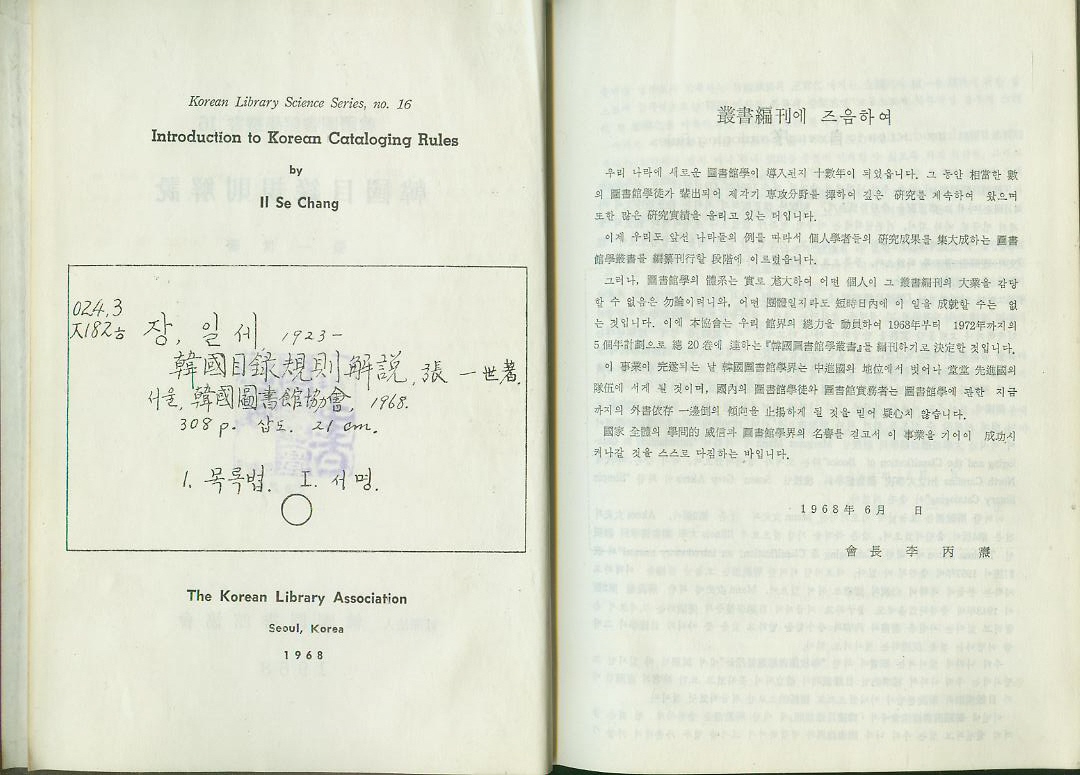 Korean Library Science Series, no. 16
Introduction to Korean Cataloging Rules
by
Il Se Chang
024.3
ㅈ182ㅎ
장, 일세, 1923-
韓國目録規則解說, 張 一世著.
서울, 韓國圖書館協會, 1968.
308 p. 삽도. 21 cm.
1. 목록법. I. 서명.
The Korean Library Association
Seoul, Korea
1968
叢書編刊에 즈음하여
우리 나라에 새로운 圖書館學이 導入된지 十數年이 되었읍니다. 그 동안 相當한 數
의 圖書館學徒가 輩出되어 제각기 專攻分野를 擇하여 깊은 研究를 계속하여 왔으며
또한 많은 硏究實績을 올리고 있는 터입니다.
이제 우리도 앞선 나라들의 例를 따라서 個人學者들의 硏究成果를 集大成하는 圖書
館學叢書를 編纂刊行할 段階에 이르렀읍니다.
그러나, 圖書館學의 體系는 實로 尨大하여 어떤 個人이 그 叢書編刊의 大業을 감당
할 수 없음은 勿論이려니와, 어떤 團體일지라도 短時日內에 이 일을 成就할 수는 없
는 것입니다. 이에 本協會는 우리 館界의 總力을 動員하여 1968年부터 1972年까지의
5個年計劃으로 總 20卷에 達하는『韓國圖書館學叢書』를 編刊하기로 決定한 것입니다.
이 事業이 完遂되는 날 韓國圖書館學界는 中進國의 地位에서 벗어나 堂堂 先進國의
隊伍에 서게 될 것이며, 國內의 圖書館學徒와 圖書館實務者는 圖書館學에 관한 지금
까지의 外書依存 一邊倒의 傾向을 止揚하게 될 것을 믿어 疑心치 않습니다.
國家 全體의 學問的 威信과 圖書館學界의 名譽를 걸고서 이 事業을 기어이 成功시
켜나갈 것을 스스로 다짐하는 바입니다.
1968年 6月 日
會長 李 丙 燾